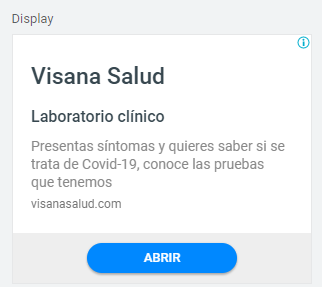 Display
Visana Salud
Laboratorio clínico
Presentas síntomas y quieres saber si se
trata de Covid-19, conoce las pruebas
que tenemos
visanasalud.com
ABRIR